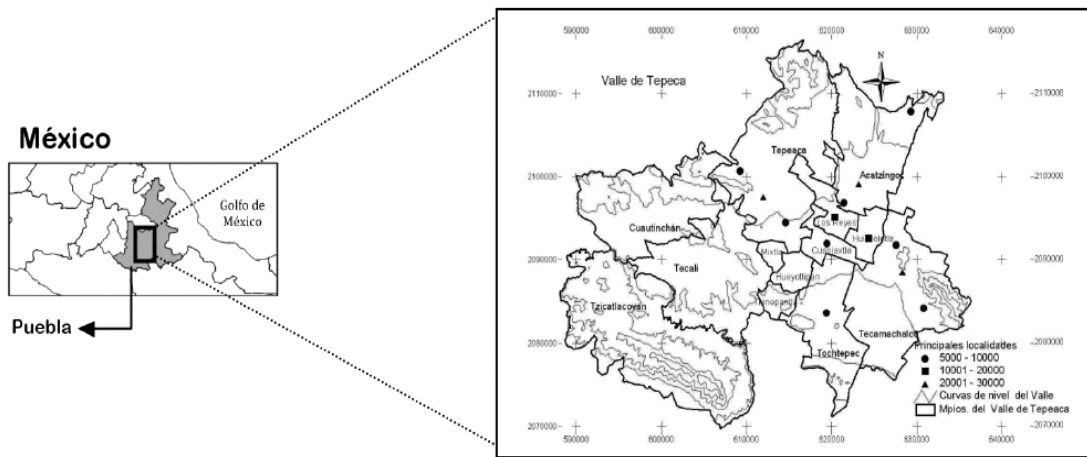 México
Golfo de
México
Puebla
590000 600000 610000 620000 630000 640000
Valle de Tepeca
N
2110000 2110000
Tepeaca
Acatzingo
2100000 2100000
Los Reyes
Cuautinchán
Cuapiaxtla
Mixtla
2090000 2090000
Tecali
Hueyotlipan
Tzicatlacoyan
Tecamachalco
Tochtepec
Principales localidades
5000 - 10000
2080000 2080000
10001 - 20000
20001 - 30000
Curvas de nivel del Valle
Mpios. del Valle de Tepeaca
2070000 2070000
590000 600000 610000 620000 630000 640000